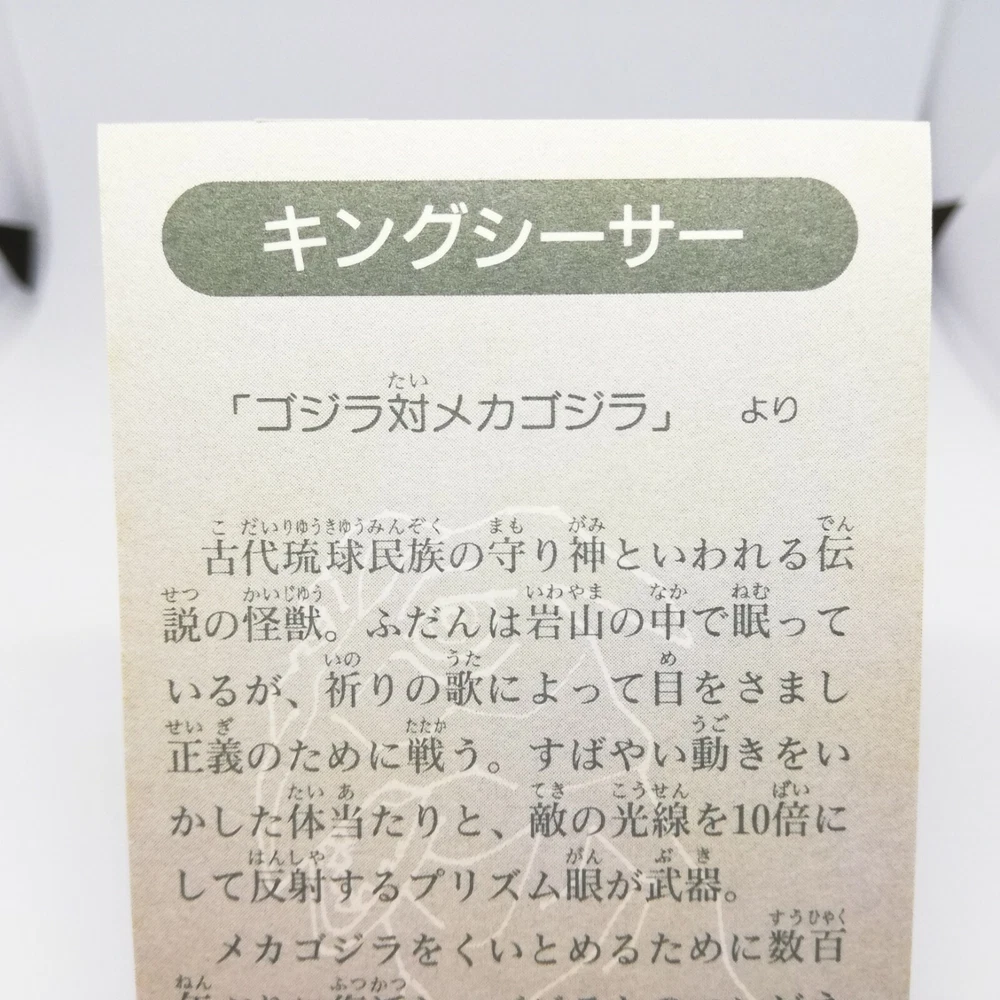 キングシーサー
「ゴジラ対メカゴジラ」 より
古代琉球民族の守り神といわれる伝
説の怪獣。ふだんは岩山の中で眠って
いるが、祈りの歌によって目をさまし
正義のために戦う。すばやい動きをい
かした体当たりと、敵の光線を10倍に
して反射するプリズム眼が武器。
メカゴジラをくいとめるために数百